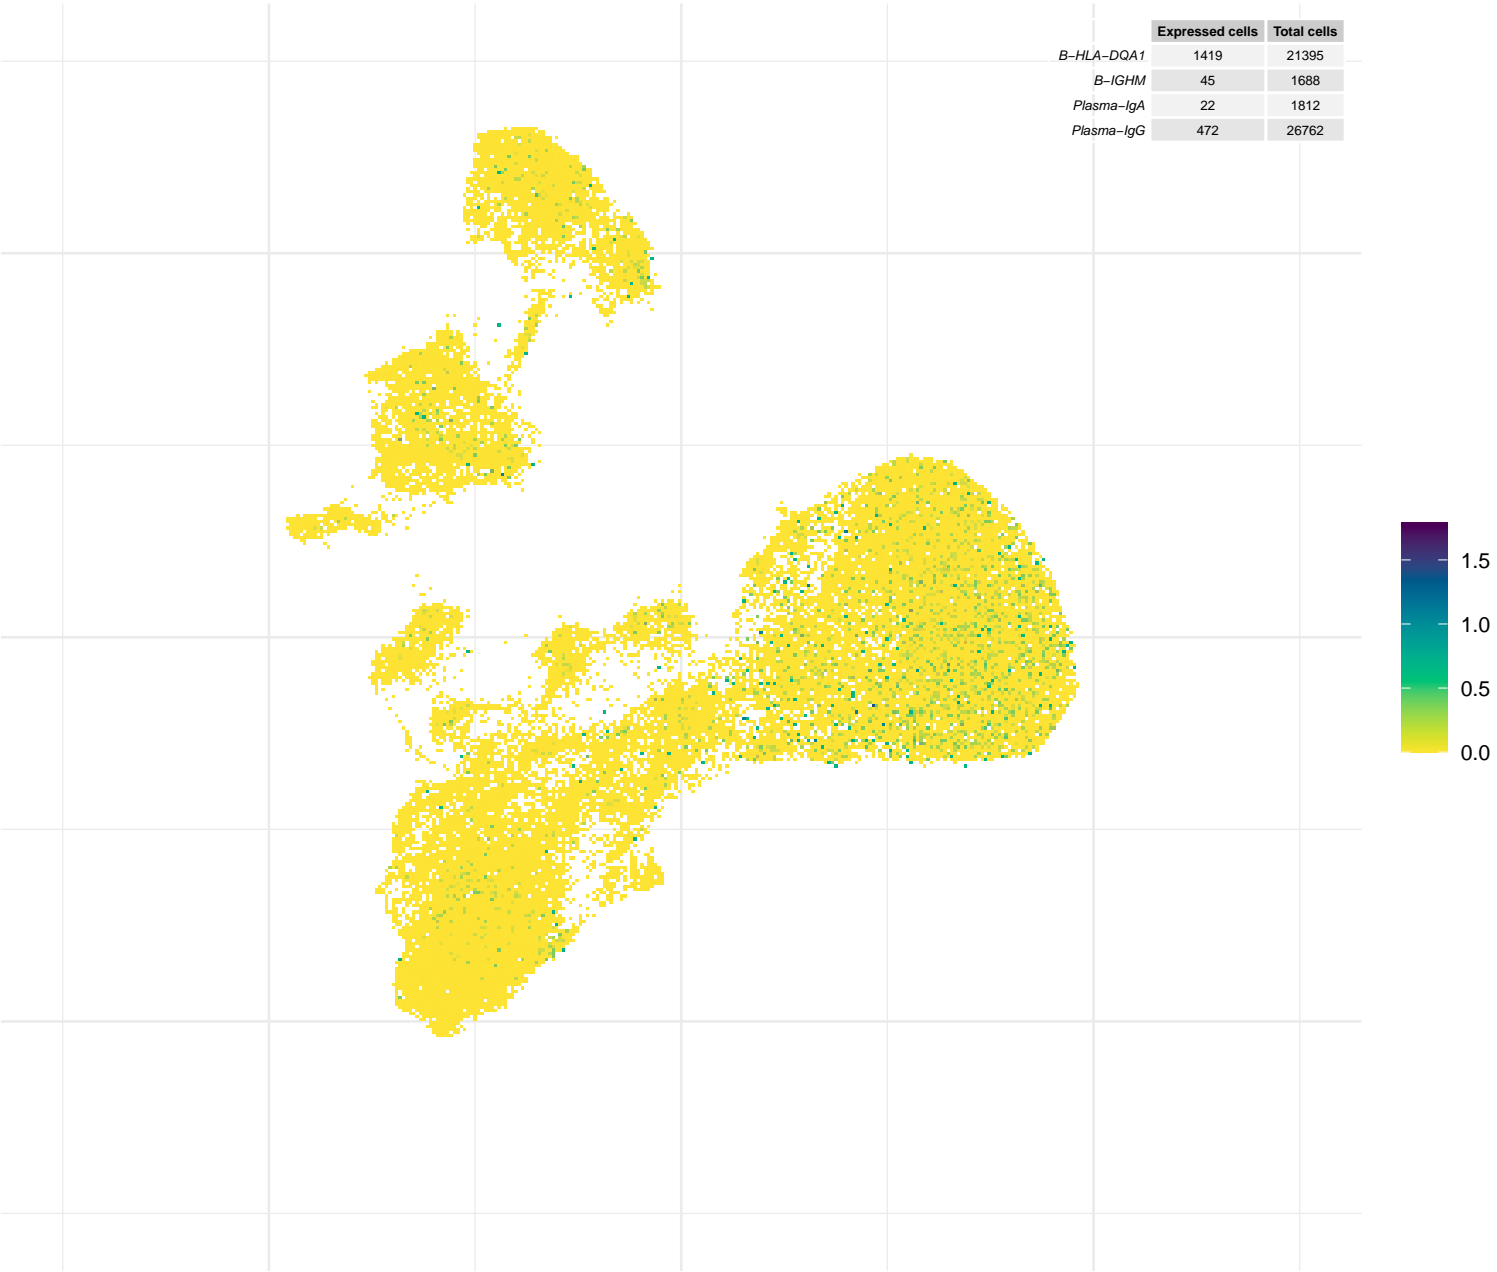 Expressed cells Total cells
B−HLA−DQA1 1419 21395
B−IGHM 45 1688
Plasma−IgA 22 1812
Plasma−IgG 472 26762
1.5
1.0
0.5
0.0